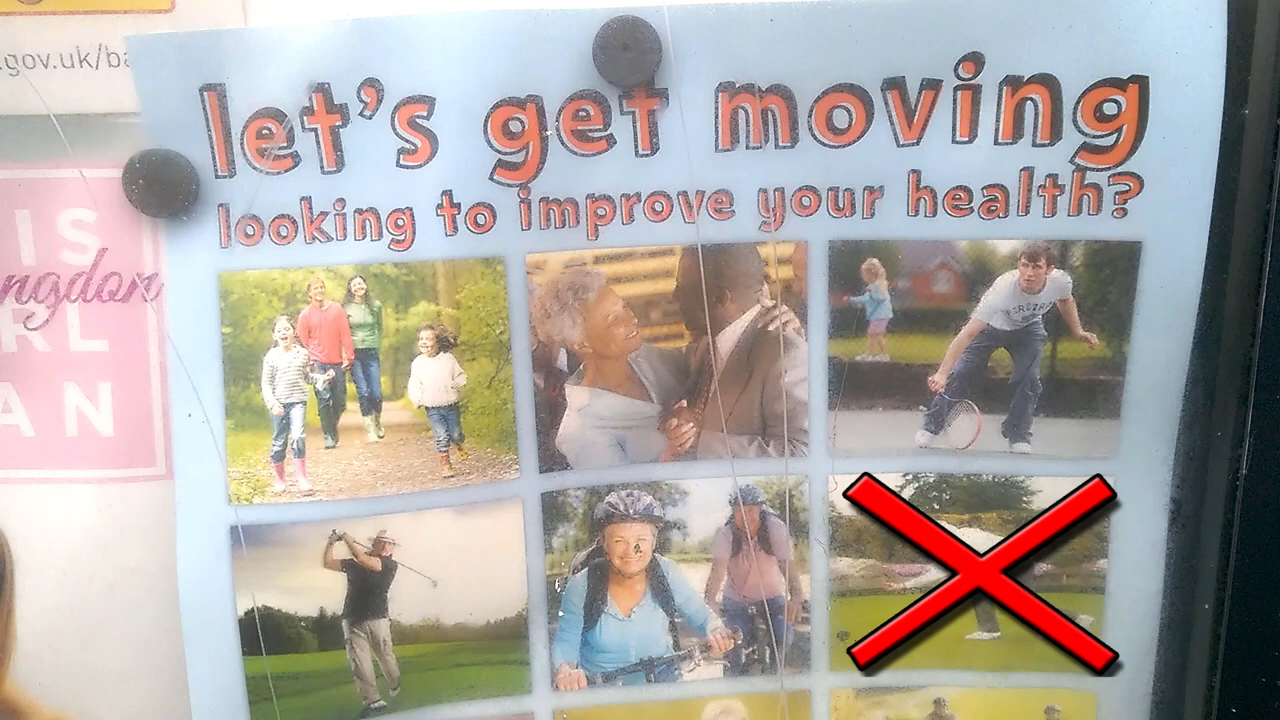 .gov.uk/ba
let's get moving
looking to improve your health?
IS
ngdon
RL
AN